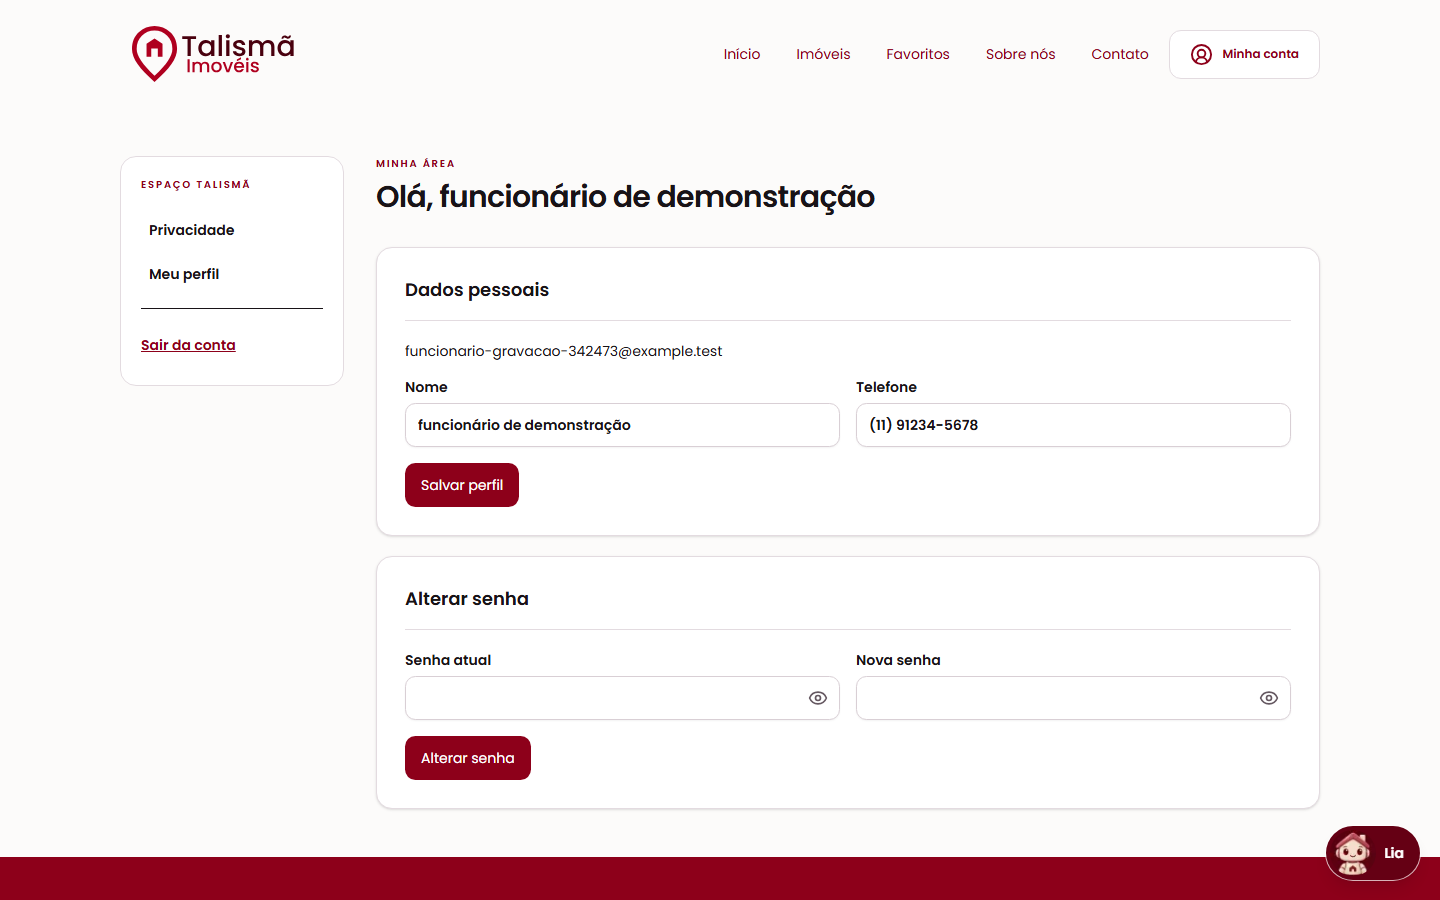 Talismã
Imovéis
Início
Imóveis
Favoritos
Sobre nós
Contato
Minha conta
ESPAÇO TALISMÃ
Privacidade
Meu perfil
Sair da conta
MINHA ÁREA
Olá, funcionário de demonstração
Dados pessoais
funcionario-gravacao-342473@example.test
Nome
Telefone
funcionário de demonstração
(11) 91234-5678
Salvar perfil
Alterar senha
Senha atual
Nova senha
Alterar senha
Lia